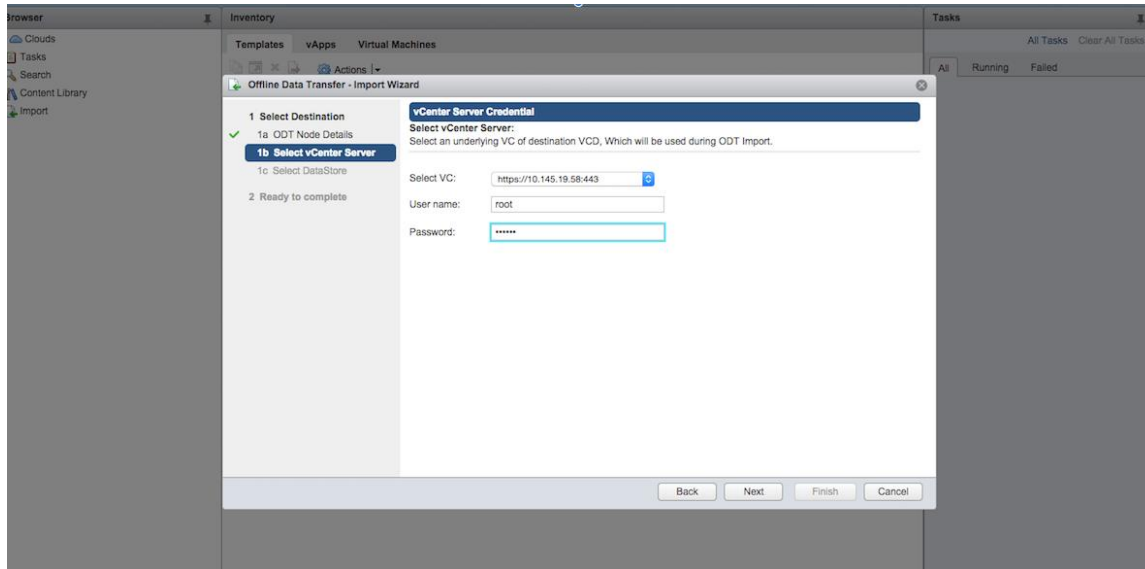 Browser
Clouds
Tasks
Search
Content Library
Import
Inventory
Templates vApps Virtual Machines
Actions
Offline Data Transfer - Import Wizard
1 Select Destination
1a ODT Node Details
1b Select vCenter Server
1c Select DataStore
2 Ready to complete
vCenter Server Credential
Select vCenter Server:
Select an underlying VC of destination VCD, Which will be used during ODT Import.
Select VC: https://10.145.19.58:443
User name: root
Password: ••••••
Back Next Finish Cancel
Tasks
All Tasks Clear All Tasks
All Running Failed